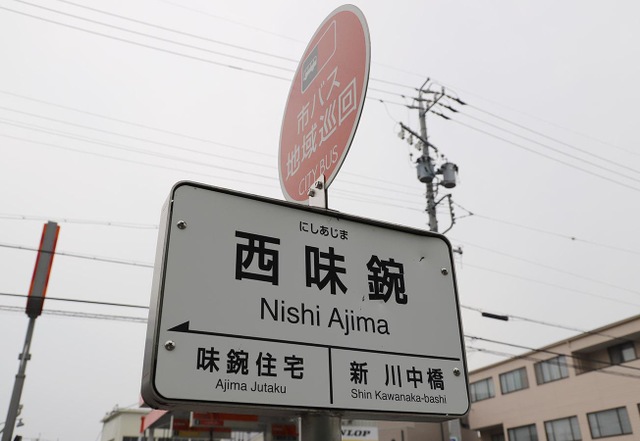 市バス
地域巡回
CITY BUS
にしあじま
西味鋺
Nishi Ajima
味鋺住宅
Ajima Jutaku
新 川中橋
Shin Kawanaka-bashi
NLOP